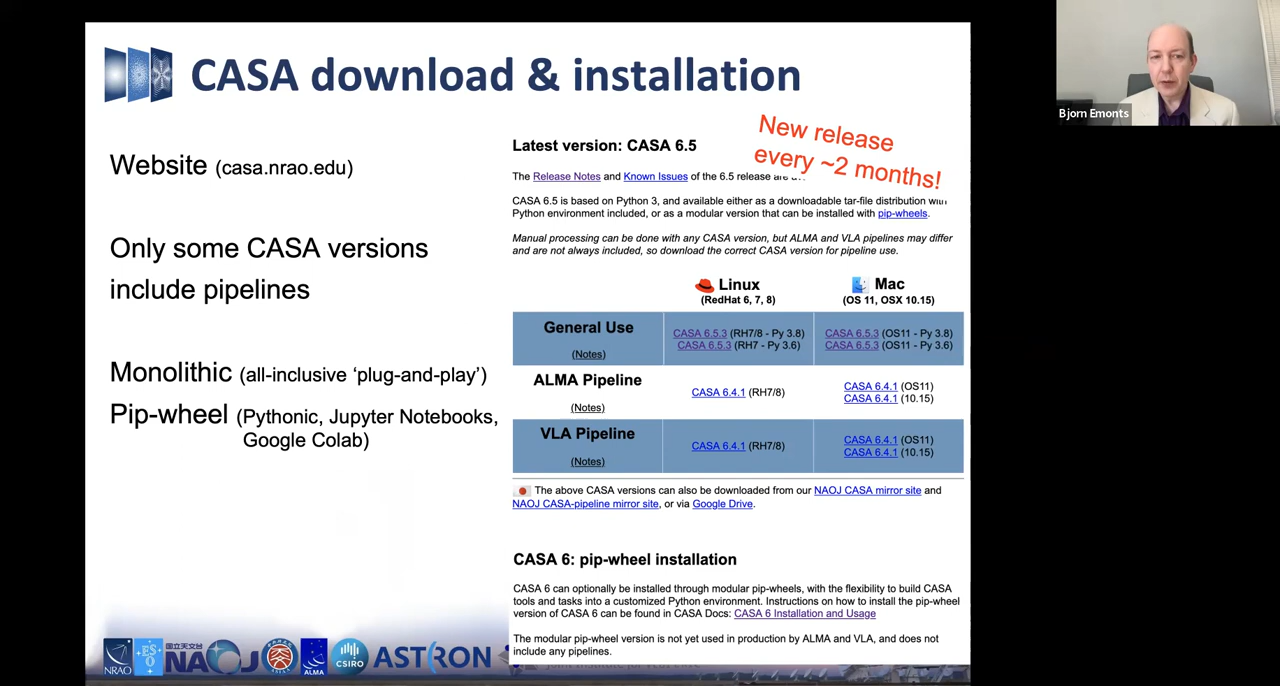 CASA download & installation
Website (casa.nrao.edu)
Only some CASA versions
include pipelines
Monolithic (all-inclusive ‘plug-and-play’)
Pip-wheel (Pythonic, Jupyter Notebooks,
Google Colab)
Latest version: CASA 6.5
New release
every ~2 months!
The Release Notes and Known Issues of the 6.5 release are
CASA 6.5 is based on Python 3, and available either as a downloadable tar-file distribution with
Python environment included, or as a modular version that can be installed with pip-wheels.
Manual processing can be done with any CASA version, but ALMA and VLA pipelines may differ
and are not always included, so download the correct CASA version for pipeline use.
Linux
(RedHat 6, 7, 8)
Mac
(OS 11, OSX 10.15)
General Use
(Notes)
CASA 6.5.3 (RH7/8 - Py 3.8)
CASA 6.5.3 (RH7 - Py 3.6)
CASA 6.5.3 (OS11 - Py 3.8)
CASA 6.5.3 (OS11 - Py 3.6)
ALMA Pipeline
(Notes)
CASA 6.4.1 (RH7/8)
CASA 6.4.1 (OS11)
CASA 6.4.1 (10.15)
VLA Pipeline
(Notes)
CASA 6.4.1 (RH7/8)
CASA 6.4.1 (OS11)
CASA 6.4.1 (10.15)
The above CASA versions can also be downloaded from our NAOJ CASA mirror site and
NAOJ CASA-pipeline mirror site, or via Google Drive.
CASA 6: pip-wheel installation
CASA 6 can optionally be installed through modular pip-wheels, with the flexibility to build CASA
tools and tasks into a customized Python environment. Instructions on how to install the pip-wheel
version of CASA 6 can be found in CASA Docs: CASA 6 Installation and Usage
The modular pip-wheel version is not yet used in production by ALMA and VLA, and does not
include any pipelines.
NRAO
ESO
国立天文台
NAOJ
ALMA
CSIRO
ASTRON
Bjorn Emonts